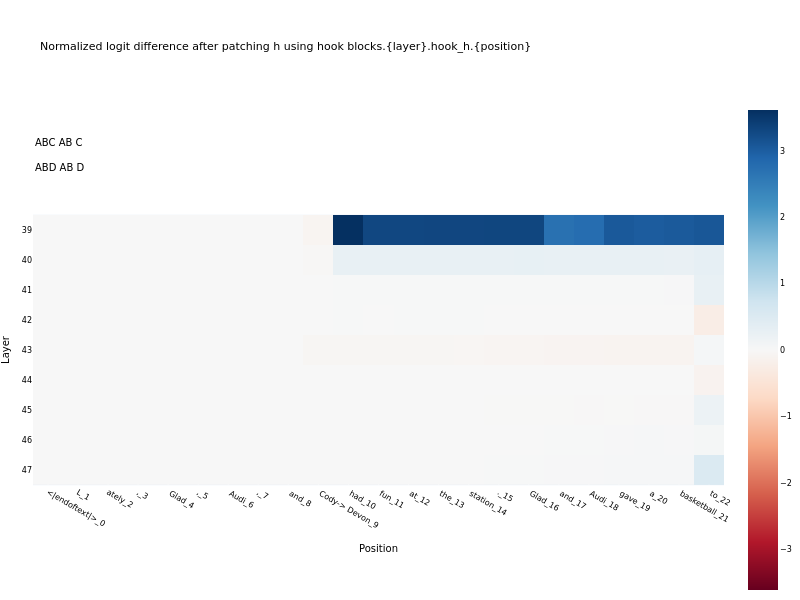 Normalized logit difference after patching h using hook blocks.{layer}.hook_h.{position}
ABC AB C
ABD AB D
39
40
41
42
43
44
45
46
47
Layer
<|endoftext|>_0
L_1
ately_2
,_3
Glad_4
,_5
Audi_6
,_7
and_8
Cody-> Devon_9
had_10
fun_11
at_12
the_13
station_14
._15
Glad_16
and_17
Audi_18
gave_19
a_20
basketball_21
to_22
Position
3
2
1
0
−1
−2
−3